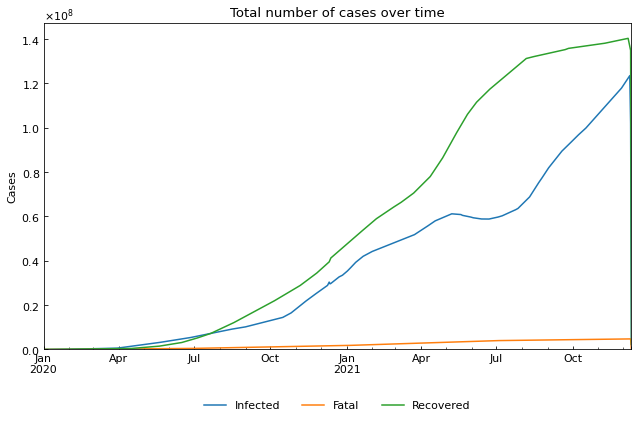 Total number of cases over time
×10⁸
1.4
1.2
1.0
0.8
0.6
0.4
0.2
0.0
Cases
Jan Apr Jul Oct Jan Apr Jul Oct
2020 2021
Infected Fatal Recovered